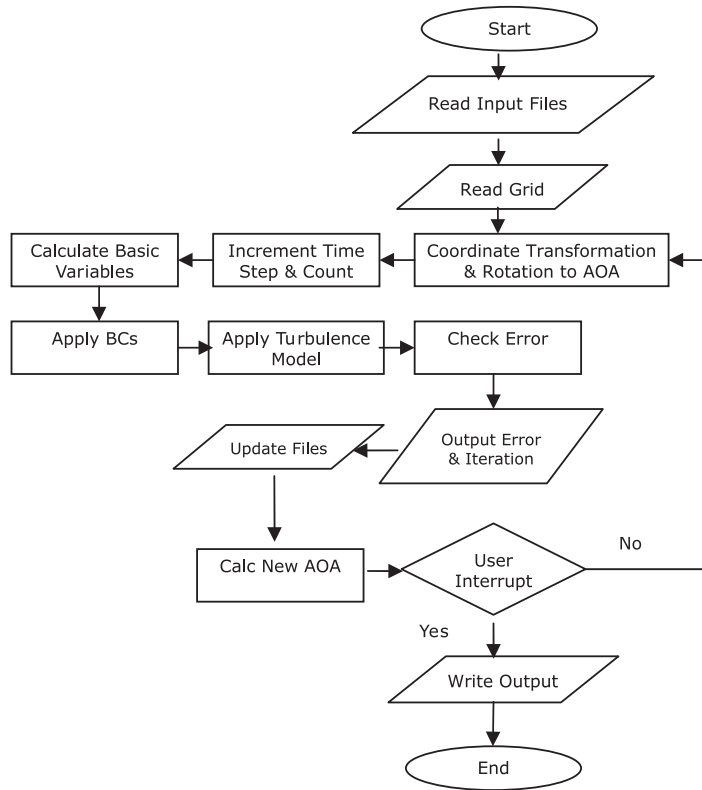 Start
Read Input Files
Read Grid
Calculate Basic
Variables
Increment Time
Step & Count
Coordinate Transformation
& Rotation to AOA
Apply BCs
Apply Turbulence
Model
Check Error
Update Files
Output Error
& Iteration
Calc New AOA
User
Interrupt
No
Yes
Write Output
End